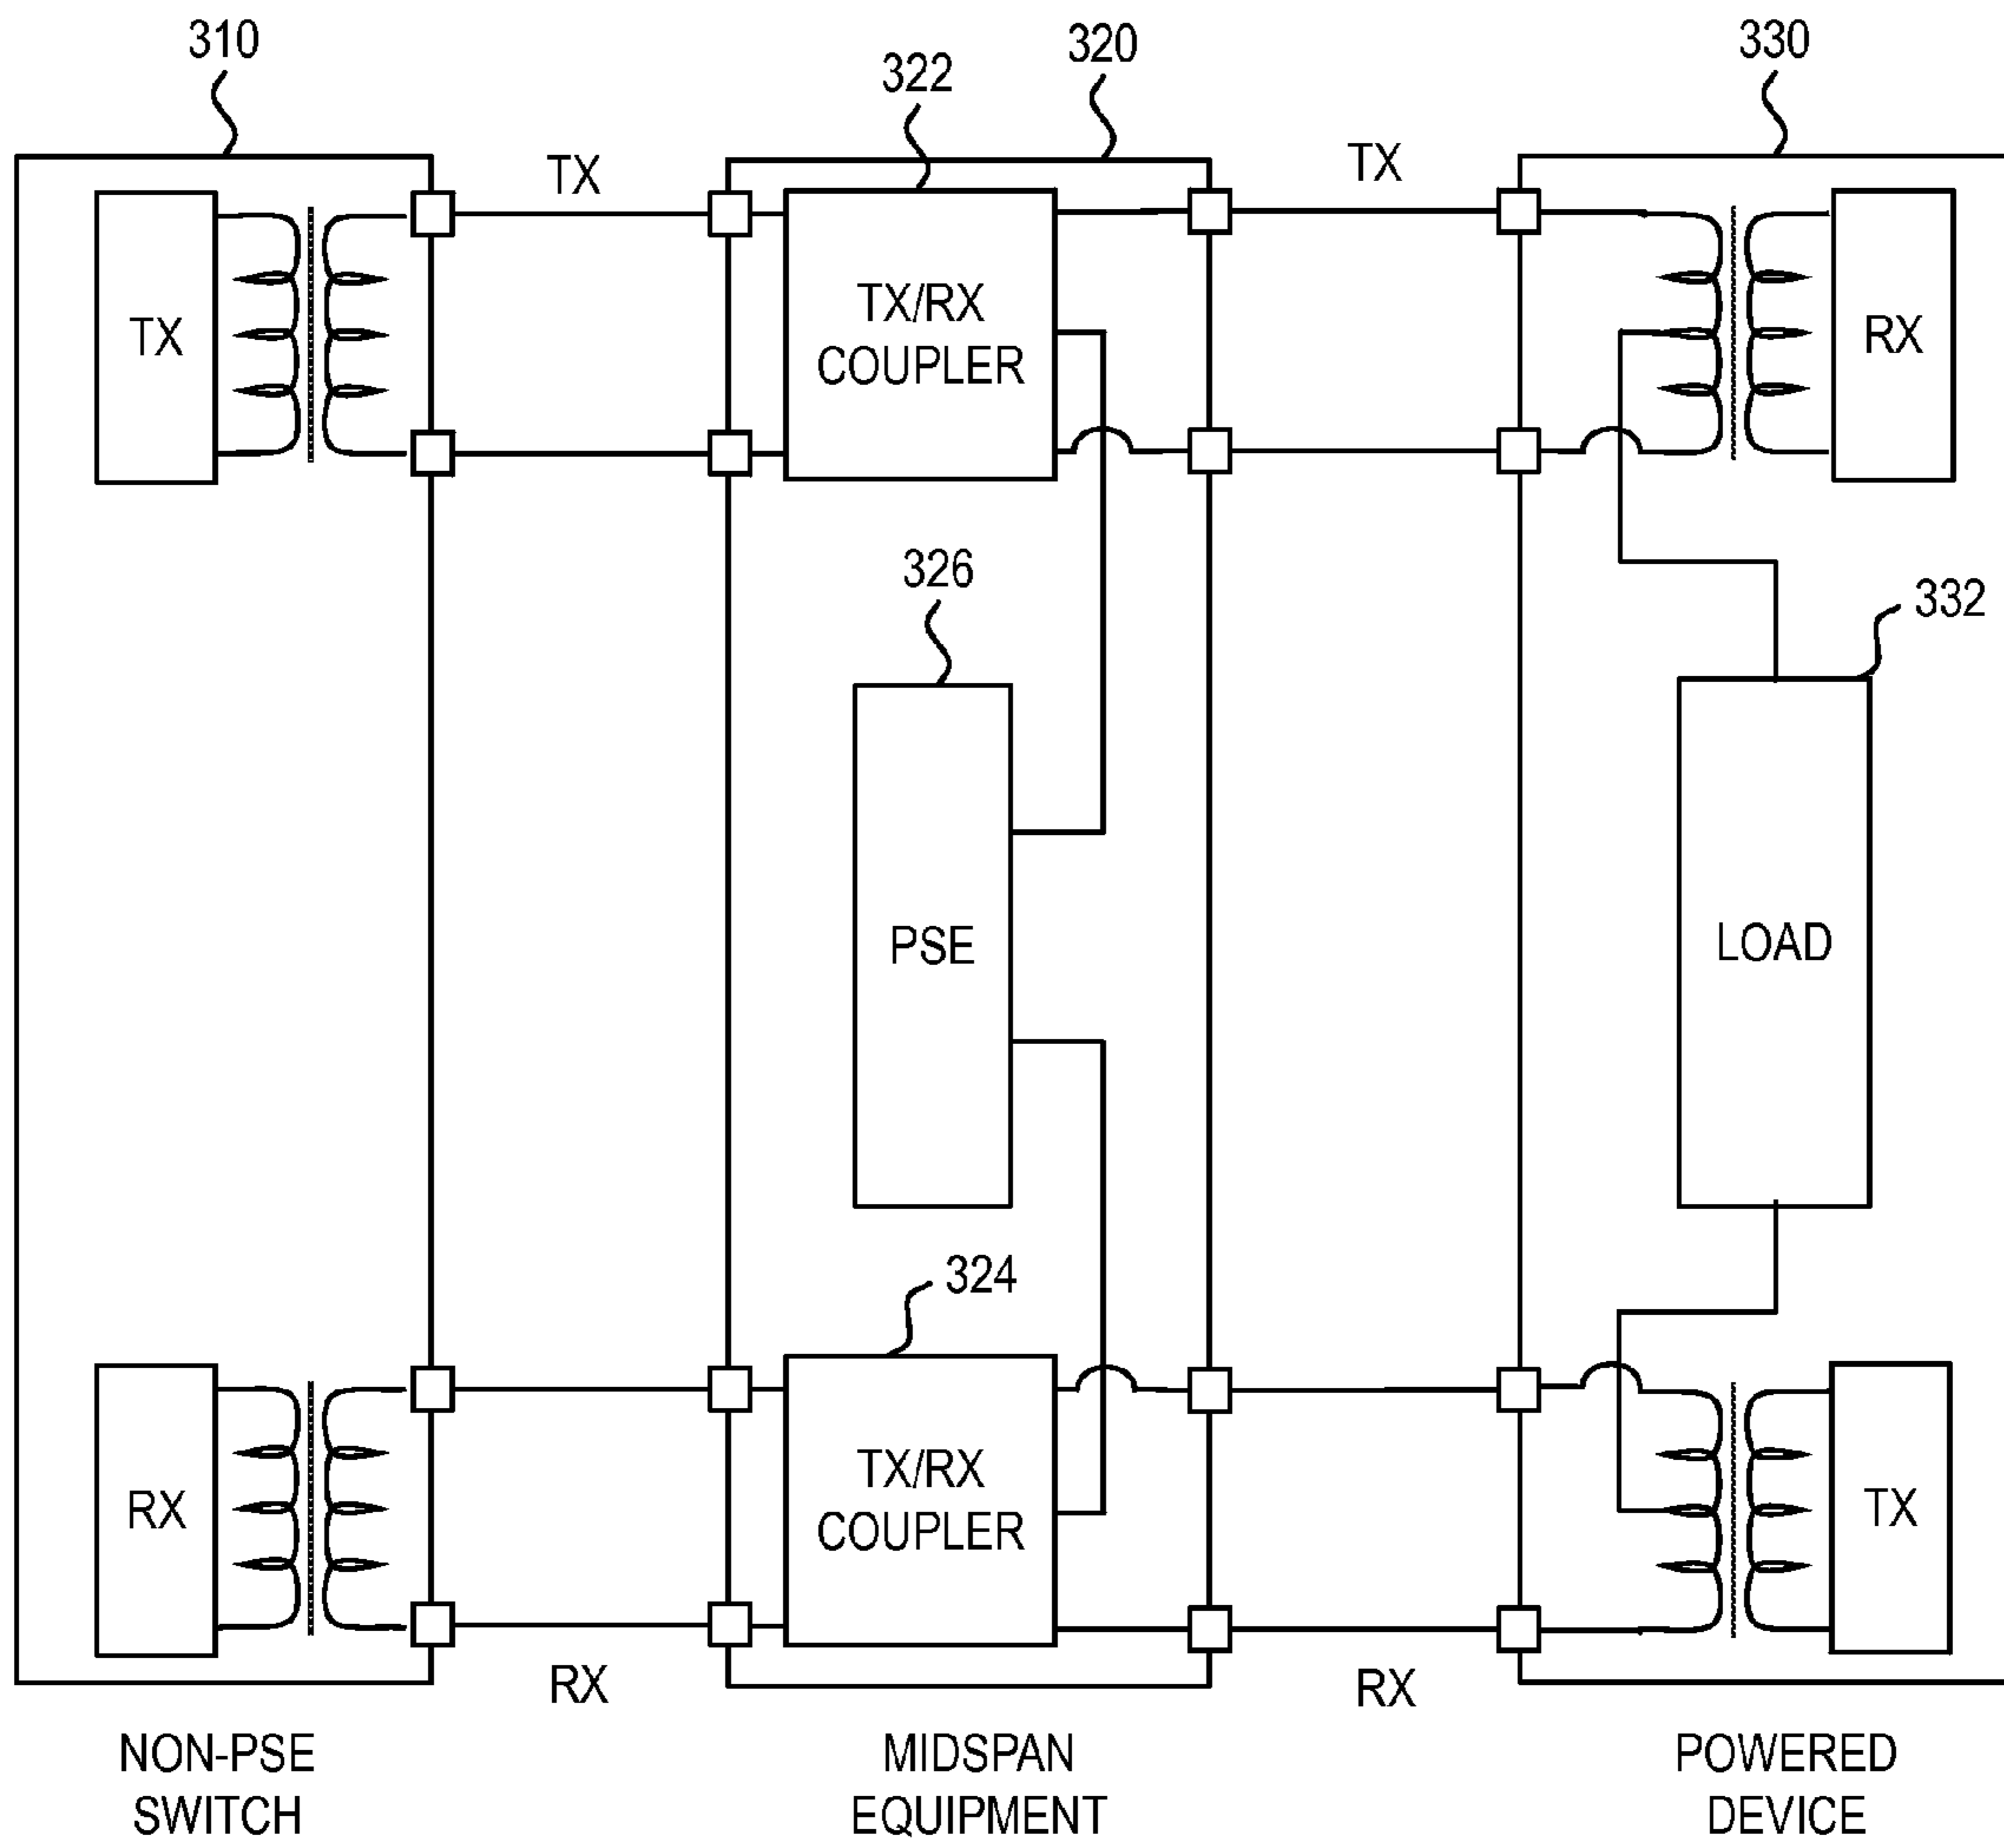 310
322
320
330
TX
TX
TX
TX/RX
COUPLER
RX
326
332
PSE
LOAD
324
RX
TX/RX
COUPLER
TX
RX
RX
NON-PSE
SWITCH
MIDSPAN
EQUIPMENT
POWERED
DEVICE